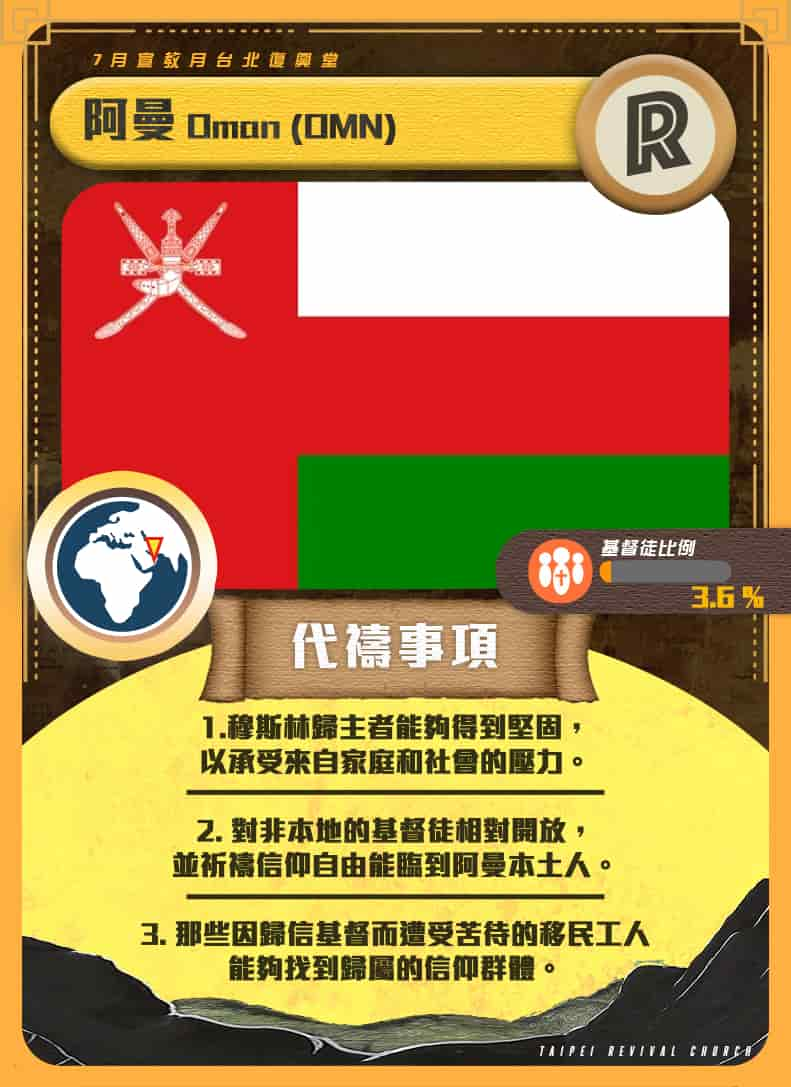 7月宣教月台北復興堂
阿曼 Oman (OMN)
R
基督徒比例
3.6 %
代禱事項
1.穆斯林歸主者能夠得到堅固，
以承受來自家庭和社會的壓力。
2. 對非本地的基督徒相對開放，
並祈禱信仰自由能臨到阿曼本土人。
3. 那些因歸信基督而遭受苦待的移民工人
能夠找到歸屬的信仰群體。
TAIPEI REVIVAL CHURCH